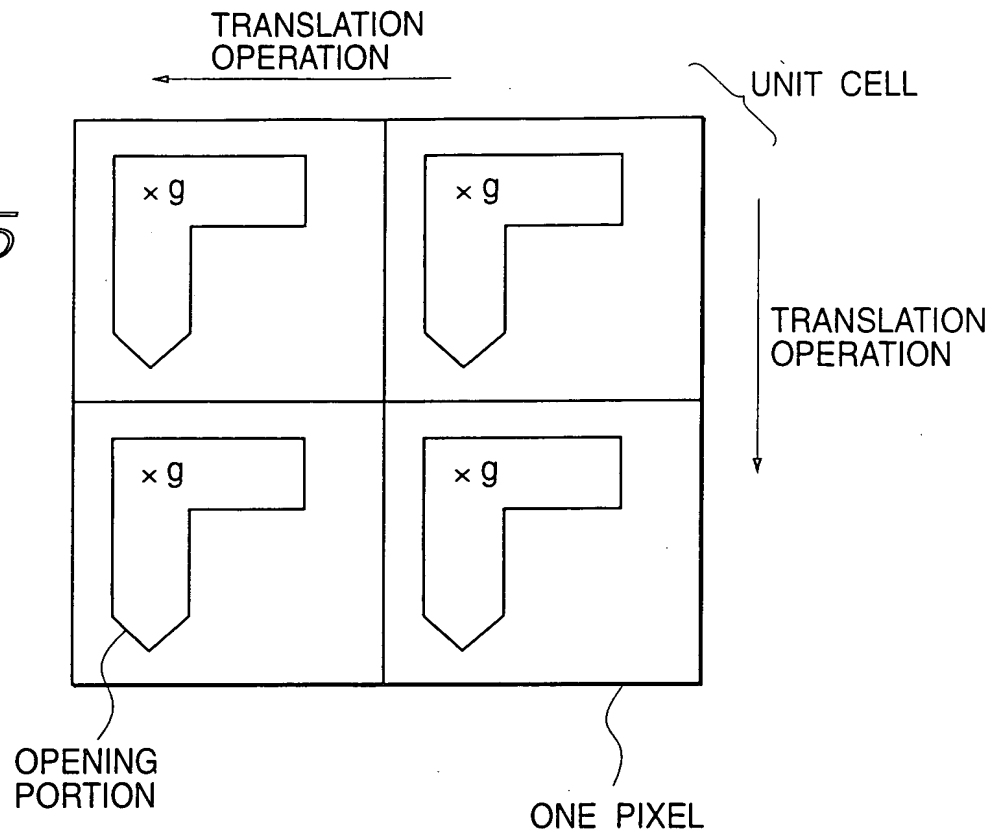 TRANSLATION
OPERATION
UNIT CELL
× g
× g
TRANSLATION
OPERATION
× g
× g
OPENING
PORTION
ONE PIXEL